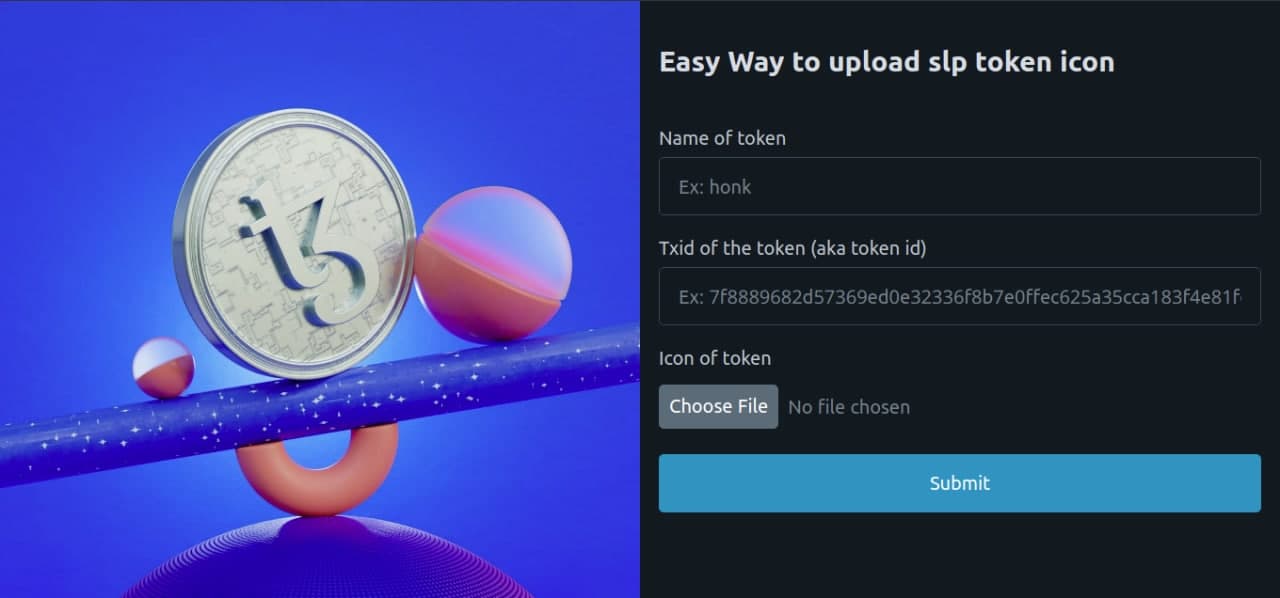 Easy Way to upload slp token icon
Name of token
Ex: honk
Txid of the token (aka token id)
Ex: 7f8889682d57369ed0e32336f8b7e0ffec625a35cca183f4e81f
Icon of token
Choose File No file chosen
Submit